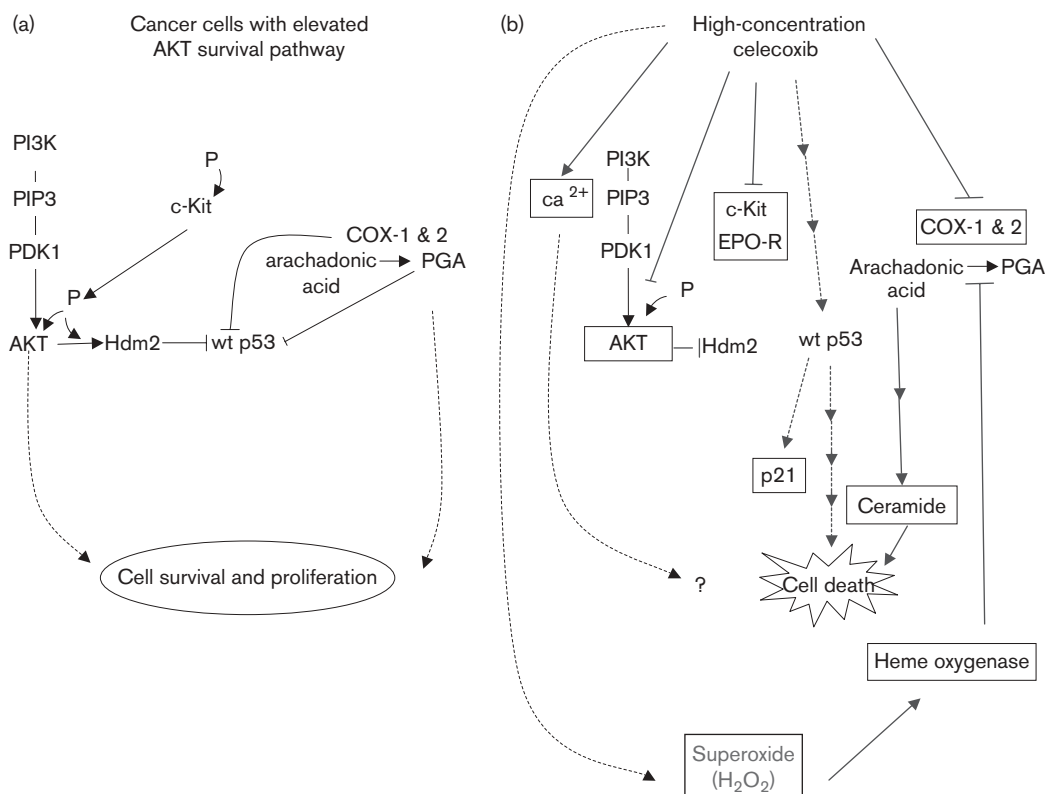 (a)
Cancer cells with elevated
AKT survival pathway
PI3K
PIP3
PDK1
AKT
P
c-Kit
P
Hdm2
wt p53
COX-1 & 2
arachadonic
acid
PGA
Cell survival and proliferation
(b)
High-concentration
celecoxib
ca 2+
PI3K
PIP3
PDK1
P
AKT
Hdm2
c-Kit
EPO-R
wt p53
p21
COX-1 & 2
Arachadonic
acid
PGA
Ceramide
?
Cell death
Heme oxygenase
Superoxide
(H2O2)